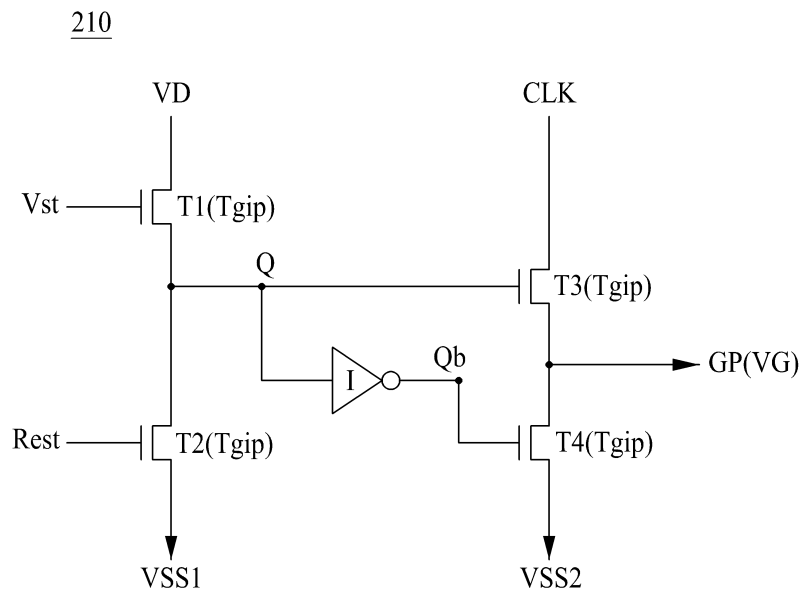 210
VD
CLK
Vst
T1(Tgip)
Q
T3(Tgip)
Qb
GP(VG)
I
Rest
T2(Tgip)
T4(Tgip)
VSS1
VSS2